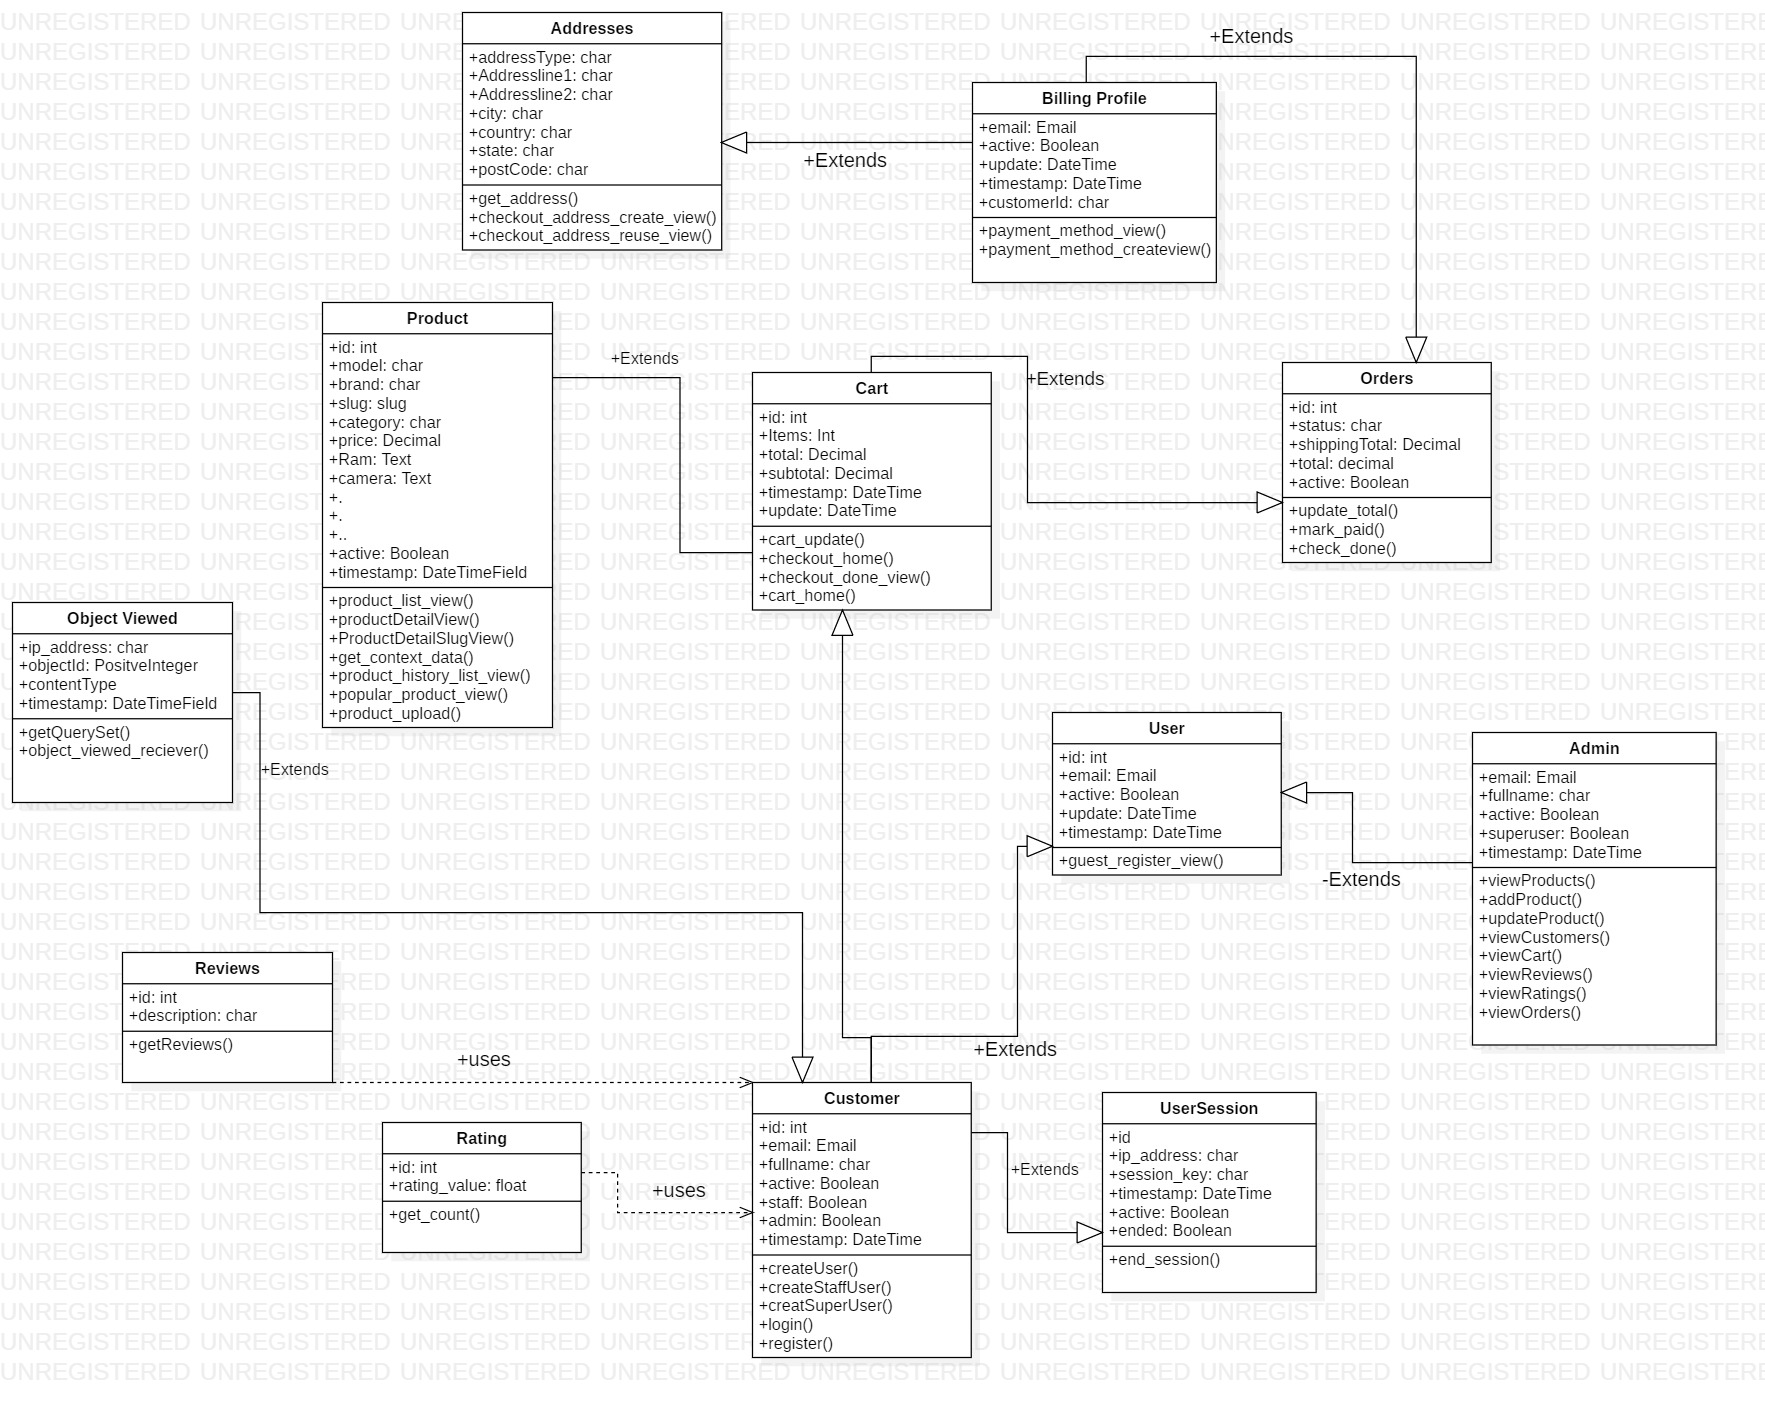 Addresses
+addressType: char
+Addressline1: char
+Addressline2: char
+city: char
+country: char
+state: char
+postCode: char
+get_address()
+checkout_address_create_view()
+checkout_address_reuse_view()
+Extends
+Extends
Billing Profile
+email: Email
+active: Boolean
+update: DateTime
+timestamp: DateTime
+customerId: char
+payment_method_view()
+payment_method_createview()
Product
+id: int
+model: char
+brand: char
+slug: slug
+category: char
+price: Decimal
+Ram: Text
+camera: Text
+.
+.
+..
+active: Boolean
+timestamp: DateTimeField
+product_list_view()
+productDetailView()
+ProductDetailSlugView()
+get_context_data()
+product_history_list_view()
+popular_product_view()
+product_upload()
+Extends
Cart
+id: int
+Items: Int
+total: Decimal
+subtotal: Decimal
+timestamp: DateTime
+update: DateTime
+cart_update()
+checkout_home()
+checkout_done_view()
+cart_home()
+Extends
Orders
+id: int
+status: char
+shippingTotal: Decimal
+total: decimal
+active: Boolean
+update_total()
+mark_paid()
+check_done()
Object Viewed
+ip_address: char
+objectId: PositveInteger
+contentType
+timestamp: DateTimeField
+getQuerySet()
+object_viewed_reciever()
+Extends
User
+id: int
+email: Email
+active: Boolean
+update: DateTime
+timestamp: DateTime
+guest_register_view()
-Extends
Admin
+email: Email
+fullname: char
+active: Boolean
+superuser: Boolean
+timestamp: DateTime
+viewProducts()
+addProduct()
+updateProduct()
+viewCustomers()
+viewCart()
+viewReviews()
+viewRatings()
+viewOrders()
Reviews
+id: int
+description: char
+getReviews()
+uses
+Extends
Rating
+id: int
+rating_value: float
+get_count()
+uses
Customer
+id: int
+email: Email
+fullname: char
+active: Boolean
+staff: Boolean
+admin: Boolean
+timestamp: DateTime
+createUser()
+createStaffUser()
+creatSuperUser()
+login()
+register()
+Extends
UserSession
+id
+ip_address: char
+session_key: char
+timestamp: DateTime
+active: Boolean
+ended: Boolean
+end_session()
UNREGISTERED